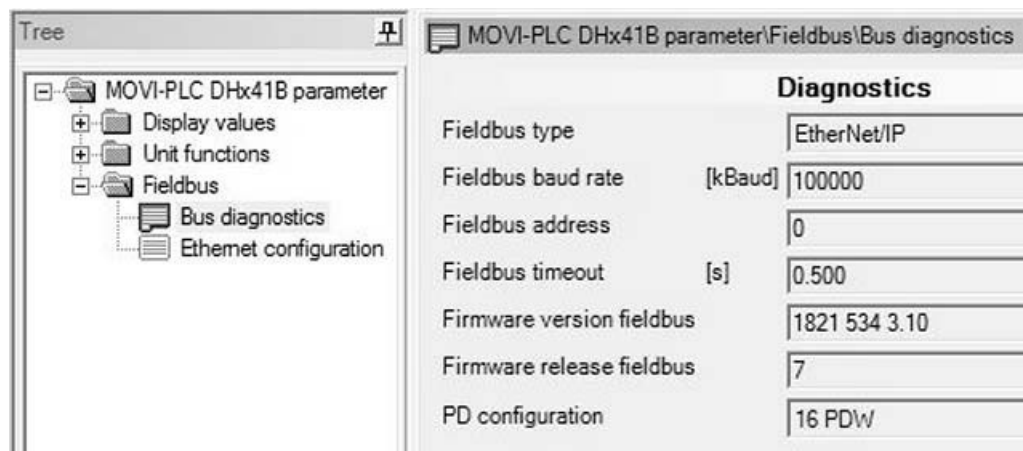 Tree
MOVI-PLC DHx41B parameter
Display values
Unit functions
Fieldbus
Bus diagnostics
Ethernet configuration
MOVI-PLC DHx41B parameter\Fieldbus\Bus diagnostics
Diagnostics
Fieldbus type EtherNet/IP
Fieldbus baud rate [kBaud] 100000
Fieldbus address 0
Fieldbus timeout [s] 0.500
Firmware version fieldbus 1821 534 3.10
Firmware release fieldbus 7
PD configuration 16 PDW